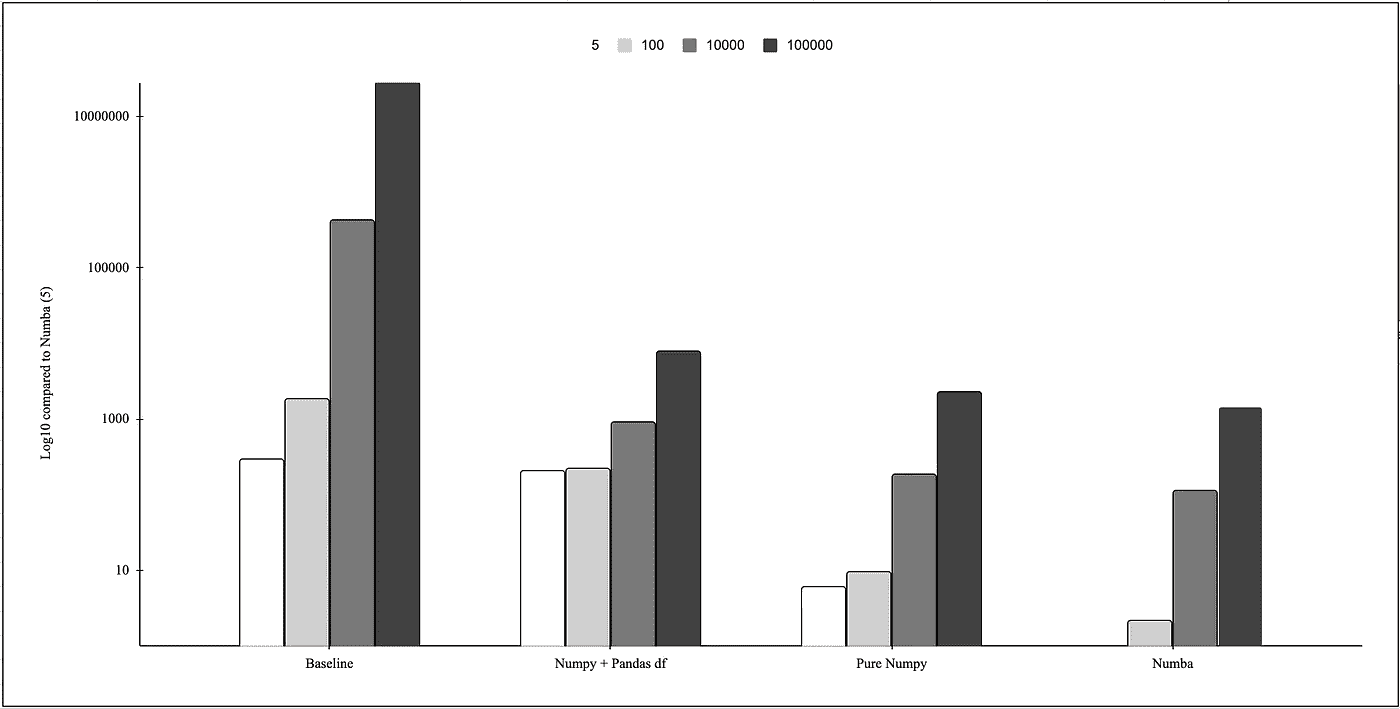 5 100 10000 100000
10000000
100000
1000
10
Log10 compared to Numba (5)
Baseline Numpy + Pandas df Pure Numpy Numba